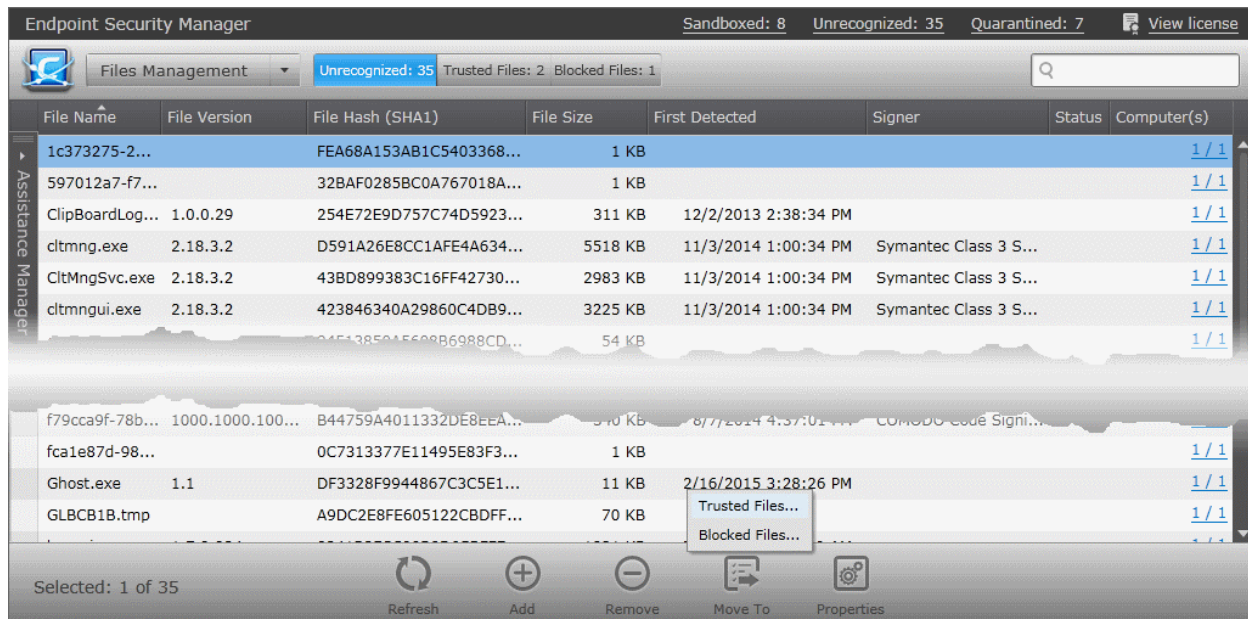 Endpoint Security Manager Sandboxed: 8 Unrecognized: 35 Quarantined: 7 View license
Files Management Unrecognized: 35 Trusted Files: 2 Blocked Files: 1
File Name File Version File Hash (SHA1) File Size First Detected Signer Status Computer(s)
Assistance Manager
1c373275-2... FEA68A153AB1C5403368... 1 KB 1 / 1
597012a7-f7... 32BAF0285BC0A767018A... 1 KB 1 / 1
ClipBoardLog... 1.0.0.29 254E72E9D757C74D5923... 311 KB 12/2/2013 2:38:34 PM 1 / 1
cltmng.exe 2.18.3.2 D591A26E8CC1AFE4A634... 5518 KB 11/3/2014 1:00:34 PM Symantec Class 3 S... 1 / 1
CltMngSvc.exe 2.18.3.2 43BD899383C16FF42730... 2983 KB 11/3/2014 1:00:34 PM Symantec Class 3 S... 1 / 1
cltmngui.exe 2.18.3.2 423846340A29860C4DB9... 3225 KB 11/3/2014 1:00:34 PM Symantec Class 3 S... 1 / 1
54 KB 1 / 1
f79cca9f-78b... 1000.1000.100... B44759A4011332DE8EEA... COMODO Code Signi...
fca1e87d-98... 0C7313377E11495E83F3... 1 KB 1 / 1
Ghost.exe 1.1 DF3328F9944867C3C5E1... 11 KB 2/16/2015 3:28:26 PM 1 / 1
GLBCB1B.tmp A9DC2E8FE605122CBDFF... 70 KB 1 / 1
Trusted Files...
Blocked Files...
Selected: 1 of 35
Refresh Add Remove Move To Properties